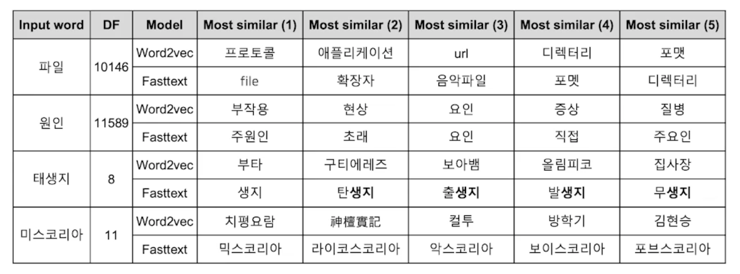 Input word DF Model Most similar (1) Most similar (2) Most similar (3) Most similar (4) Most similar (5)
파일 10146 Word2vec 프로토콜 애플리케이션 url 디렉터리 포맷
Fasttext file 확장자 음악파일 포멧 디렉터리
원인 11589 Word2vec 부작용 현상 요인 증상 질병
Fasttext 주원인 초래 요인 직접 주요인
태생지 8 Word2vec 부타 구티에레즈 보아뱀 올림피코 집사장
Fasttext 생지 탄생지 출생지 발생지 무생지
미스코리아 11 Word2vec 치평요람 神檀實記 컬투 방학기 김현승
Fasttext 믹스코리아 라이코스코리아 악스코리아 보이스코리아 포브스코리아